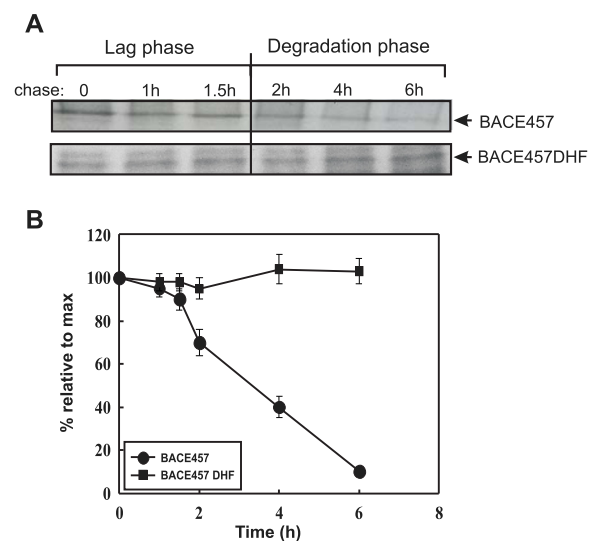 A
Lag phase
Degradation phase
chase: 0 1h 1.5h 2h 4h 6h
BACE457
BACE457DHF
B
120
100
80
60
40
20
0
% relative to max
BACE457
BACE457 DHF
0 2 4 6 8
Time (h)